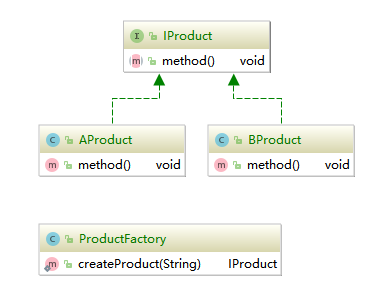 I IProduct
m method() void
C AProduct
m method() void
C BProduct
m method() void
C ProductFactory
m createProduct(String) IProduct